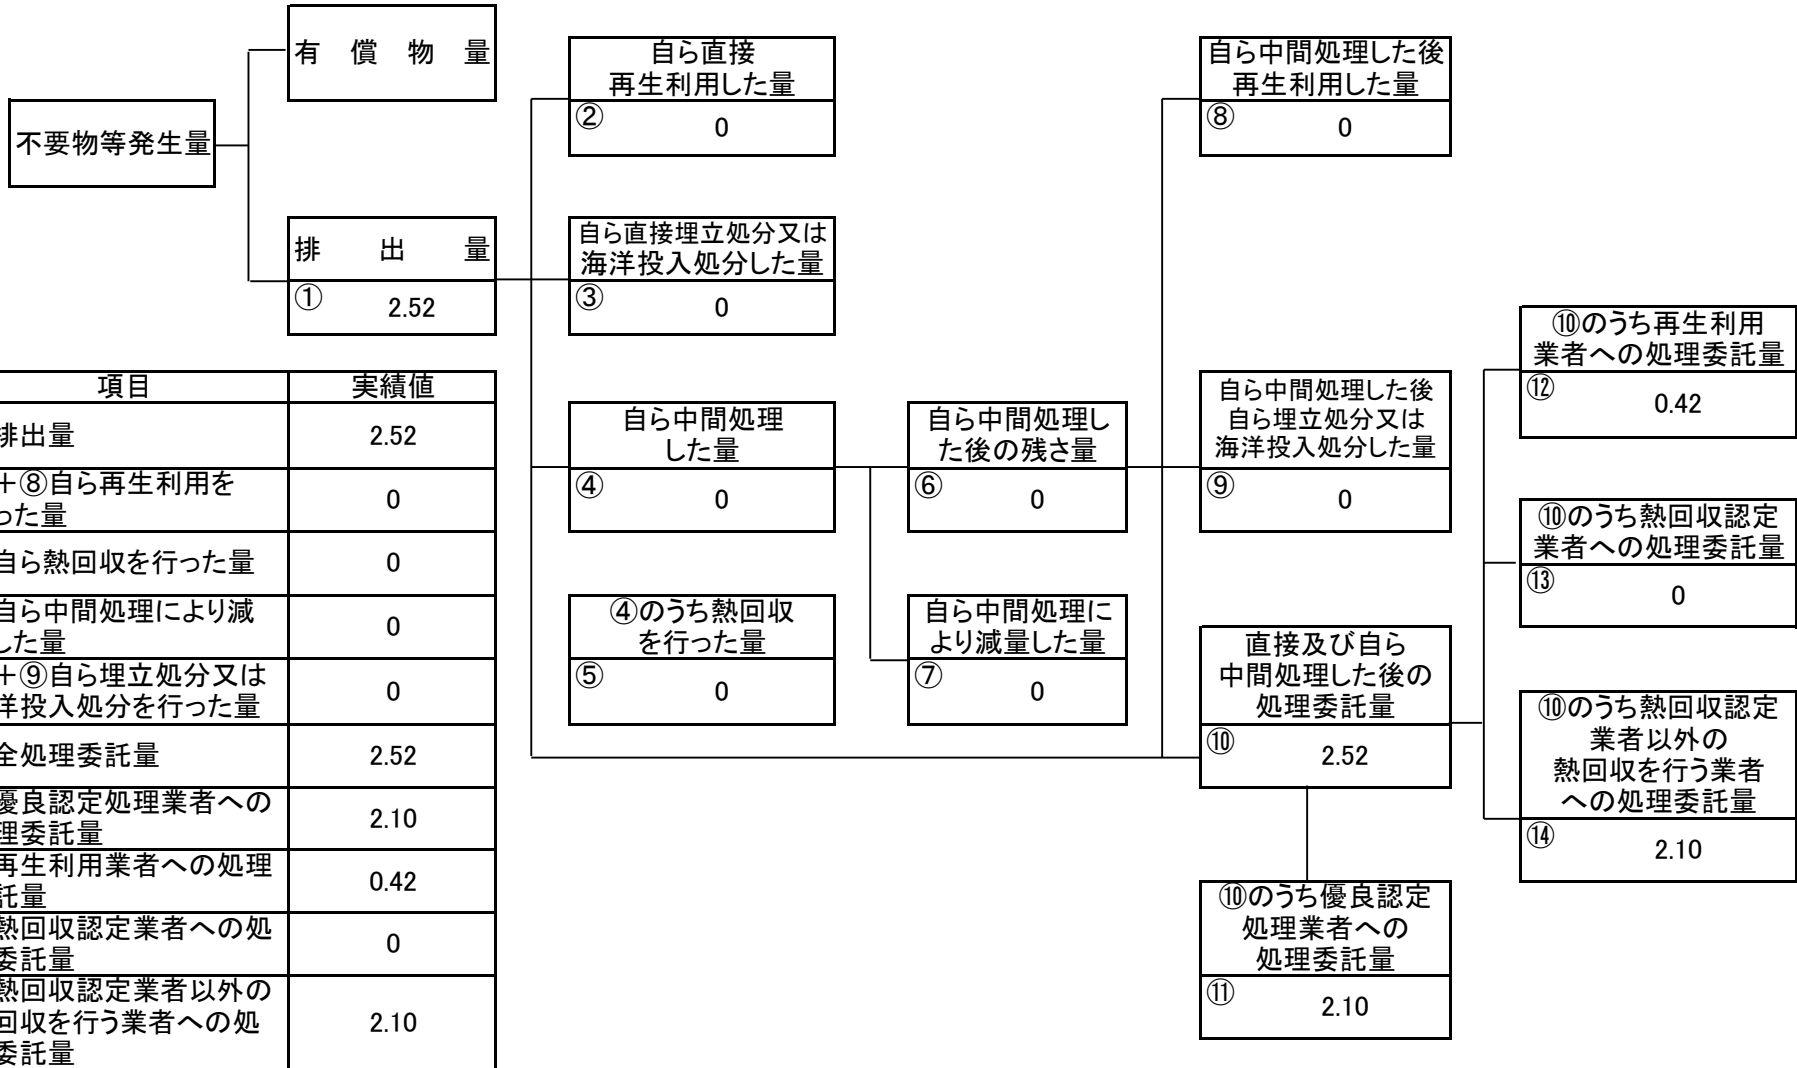 不要物等発生量
有償物量
排出量
①
2.52
自ら直接
再生利用した量
②
0
自ら直接埋立処分又は
海洋投入処分した量
③
0
自ら中間処理
した量
④
0
④のうち熱回収
を行った量
⑤
0
自ら中間処理し
た後の残さ量
⑥
0
自ら中間処理に
より減量した量
⑦
0
自ら中間処理した後
再生利用した量
⑧
0
自ら中間処理した後
自ら埋立処分又は
海洋投入処分した量
⑨
0
直接及び自ら
中間処理した後の
処理委託量
⑩
2.52
⑩のうち優良認定
処理業者への
処理委託量
⑪
2.10
⑩のうち再生利用
業者への処理委託量
⑫
0.42
⑩のうち熱回収認定
業者への処理委託量
⑬
0
⑩のうち熱回収認定
業者以外の
熱回収を行う業者
への処理委託量
⑭
2.10
項目 実績値
排出量 2.52
+⑧自ら再生利用を
った量
0
自ら熱回収を行った量 0
自ら中間処理により減
した量
0
+⑨自ら埋立処分又は
洋投入処分を行った量
0
全処理委託量 2.52
優良認定処理業者への
理委託量
2.10
再生利用業者への処理
託量
0.42
熱回収認定業者への処
委託量
0
熱回収認定業者以外の
回収を行う業者への処
委託量
2.10